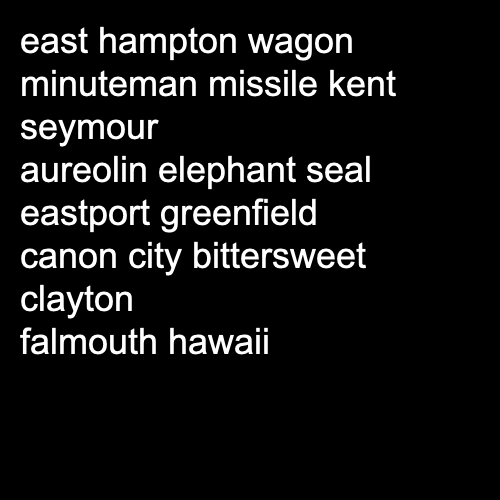 east hampton wagon
minuteman missile kent
seymour
aureolin elephant seal
eastport greenfield
canon city bittersweet
clayton
falmouth hawaii